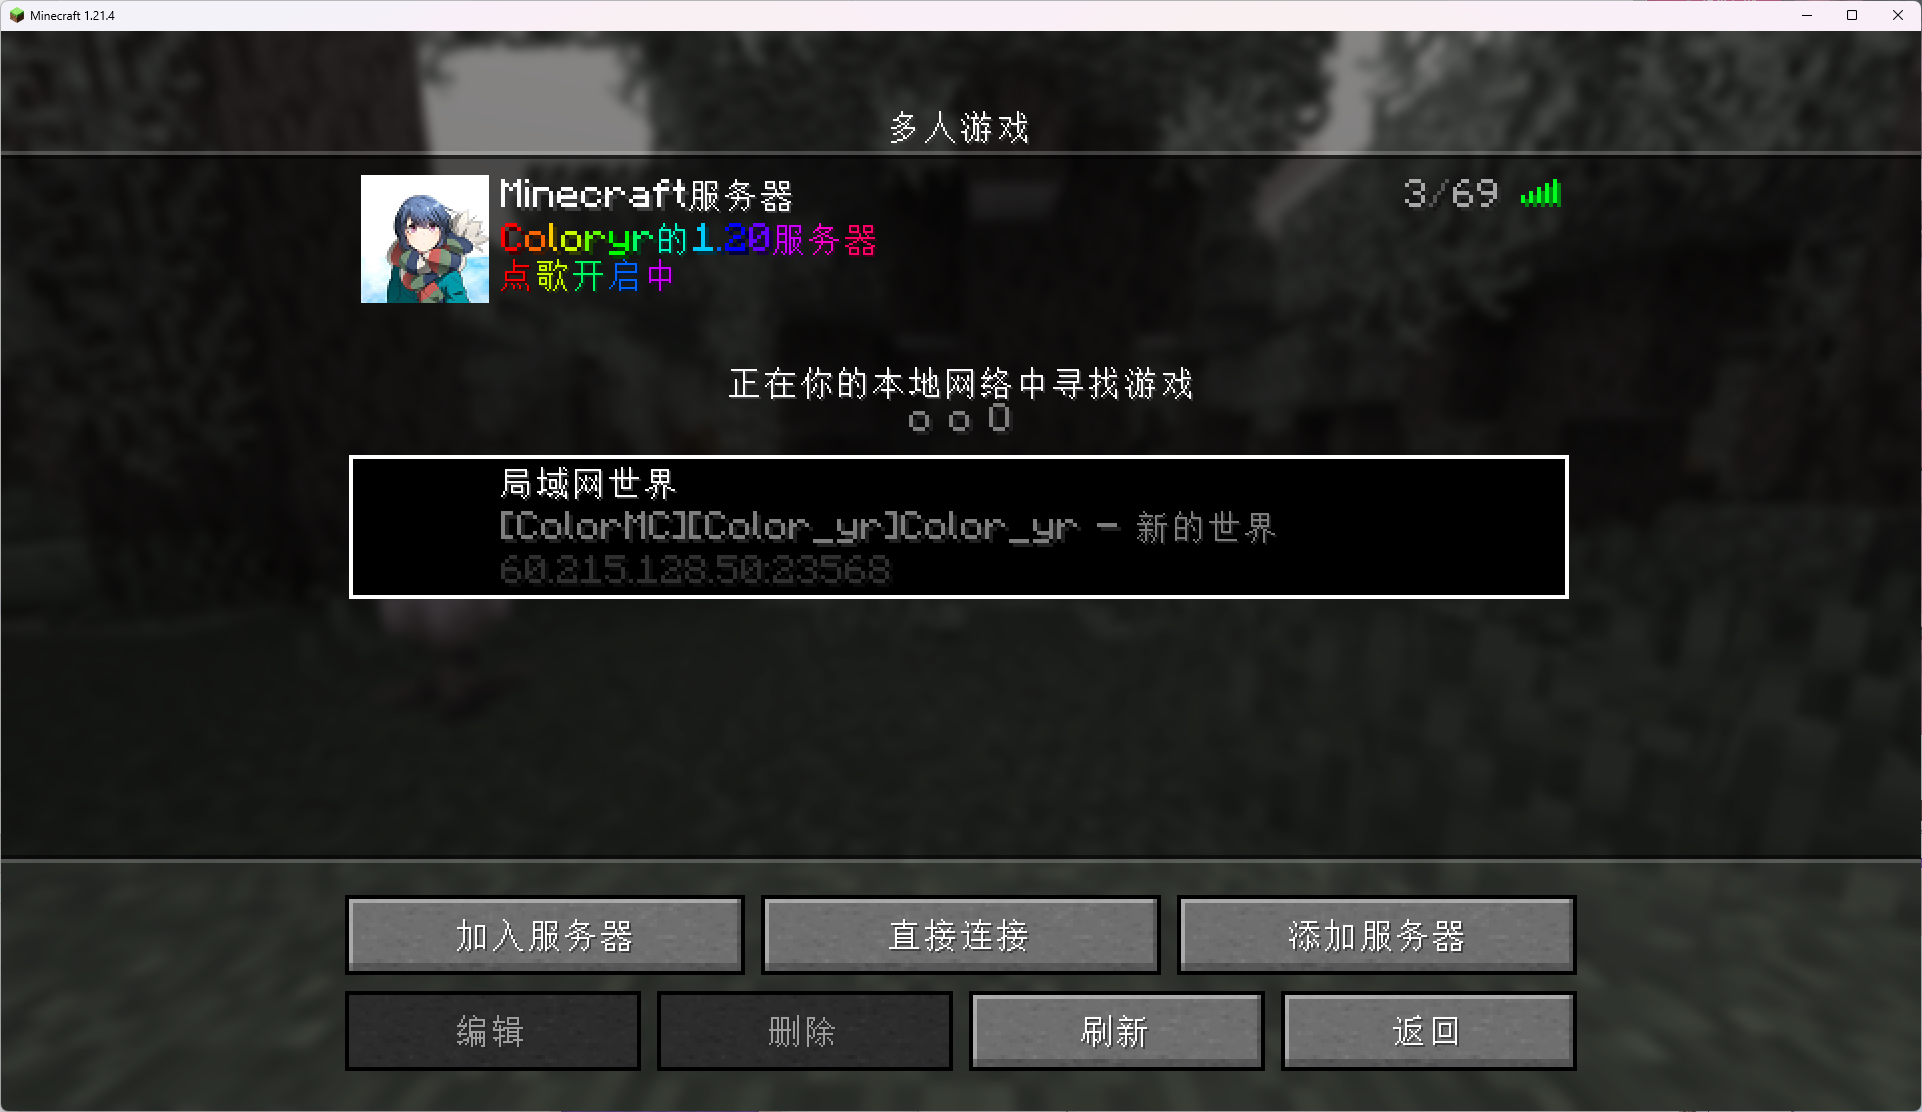 Minecraft 1.21.4
多人游戏
Minecraft服务器
3/69
Coloryr的1.20服务器
点歌开启中
正在你的本地网络中寻找游戏
o o O
局域网世界
[ColorMC][Color_yr]Color_yr - 新的世界
60.215.128.50:23568
加入服务器
直接连接
添加服务器
编辑
删除
刷新
返回